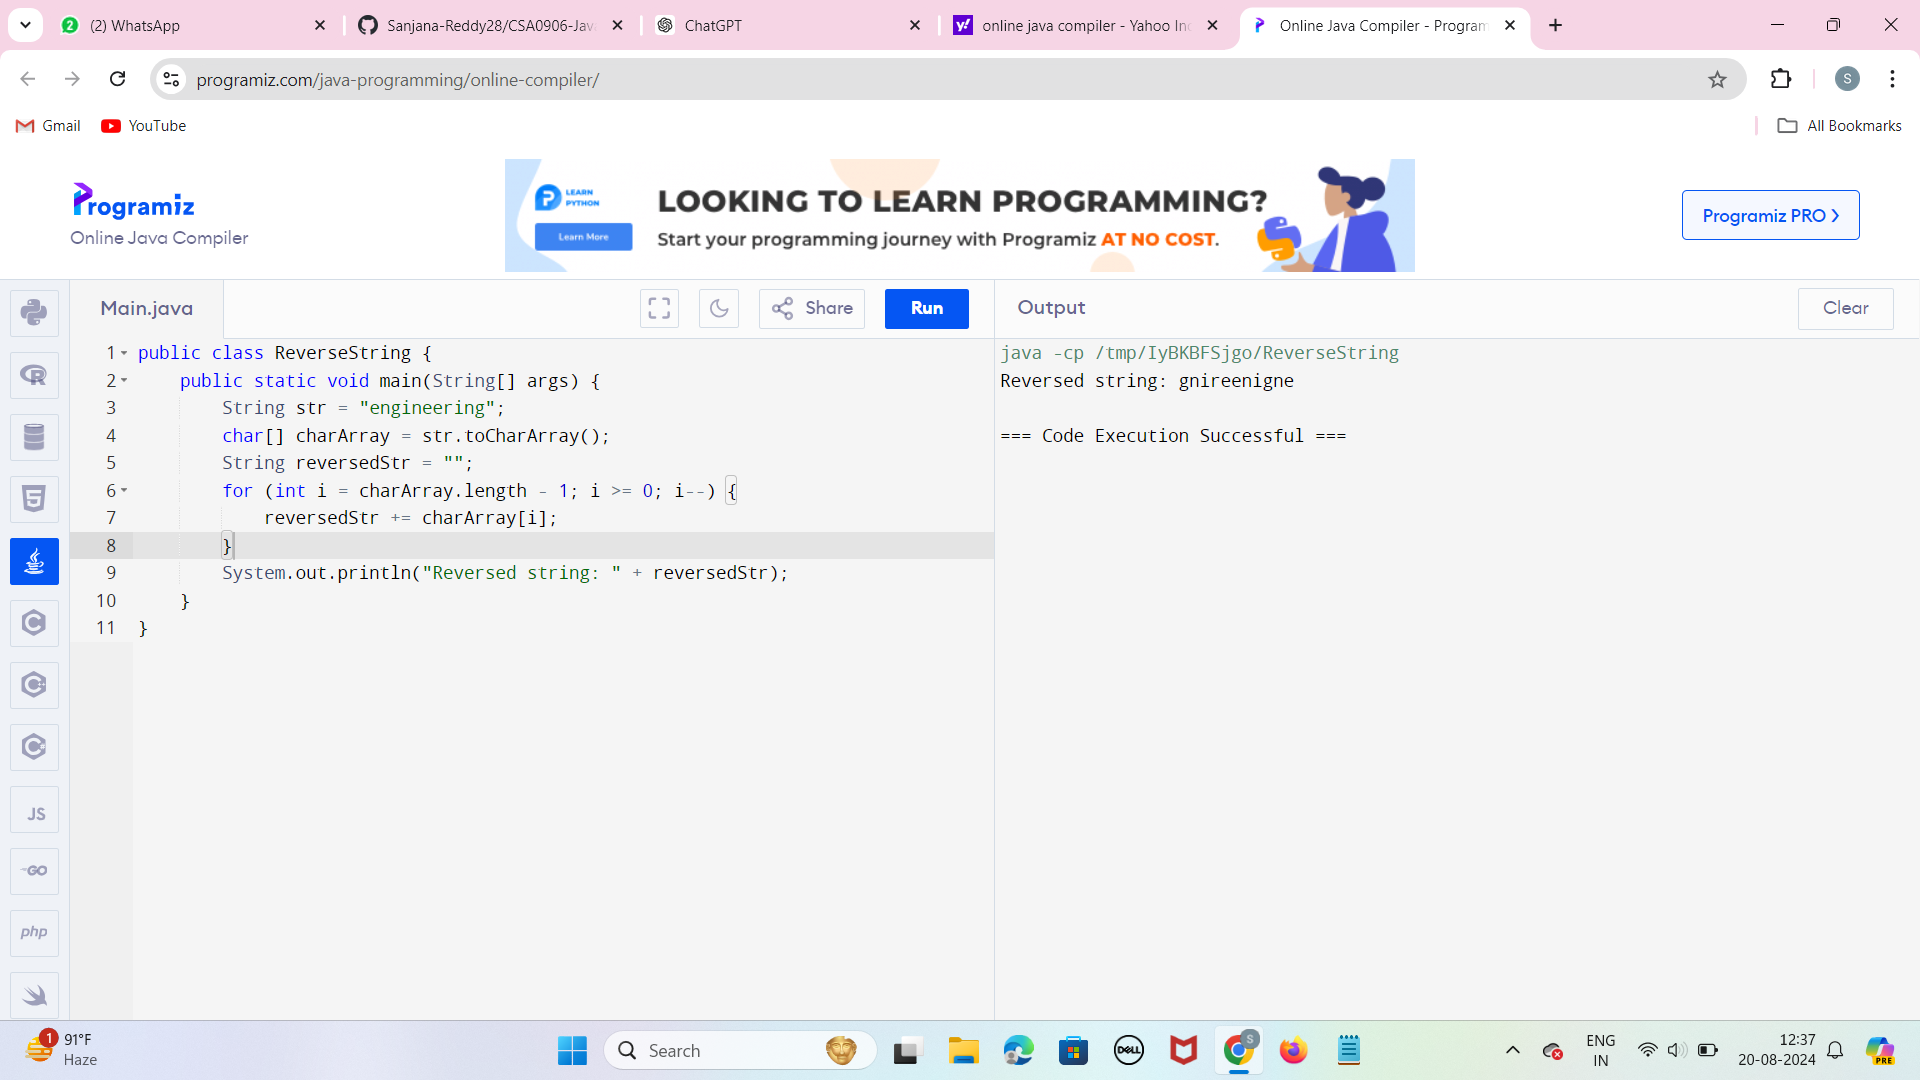 (2) WhatsApp
Sanjana-Reddy28/CSA0906-Java
ChatGPT
online java compiler - Yahoo Inc
Online Java Compiler - Program
programiz.com/java-programming/online-compiler/
S
Gmail
YouTube
All Bookmarks
Programiz
Online Java Compiler
LEARN
PYTHON
Learn More
LOOKING TO LEARN PROGRAMMING?
Start your programming journey with Programiz AT NO COST.
Programiz PRO
Main.java
Share
Run
Output
Clear
1 public class ReverseString {
2 public static void main(String[] args) {
3 String str = "engineering";
4 char[] charArray = str.toCharArray();
5 String reversedStr = "";
6 for (int i = charArray.length - 1; i >= 0; i--) {
7 reversedStr += charArray[i];
8 }
9 System.out.println("Reversed string: " + reversedStr);
10 }
11 }
java -cp /tmp/IyBKBFSjgo/ReverseString
Reversed string: gnireenigne
=== Code Execution Successful ===
R
5
C
C
C
JS
GO
php
1
91°F
Haze
Search
DELL
S
ENG
IN
12:37
20-08-2024
PRE